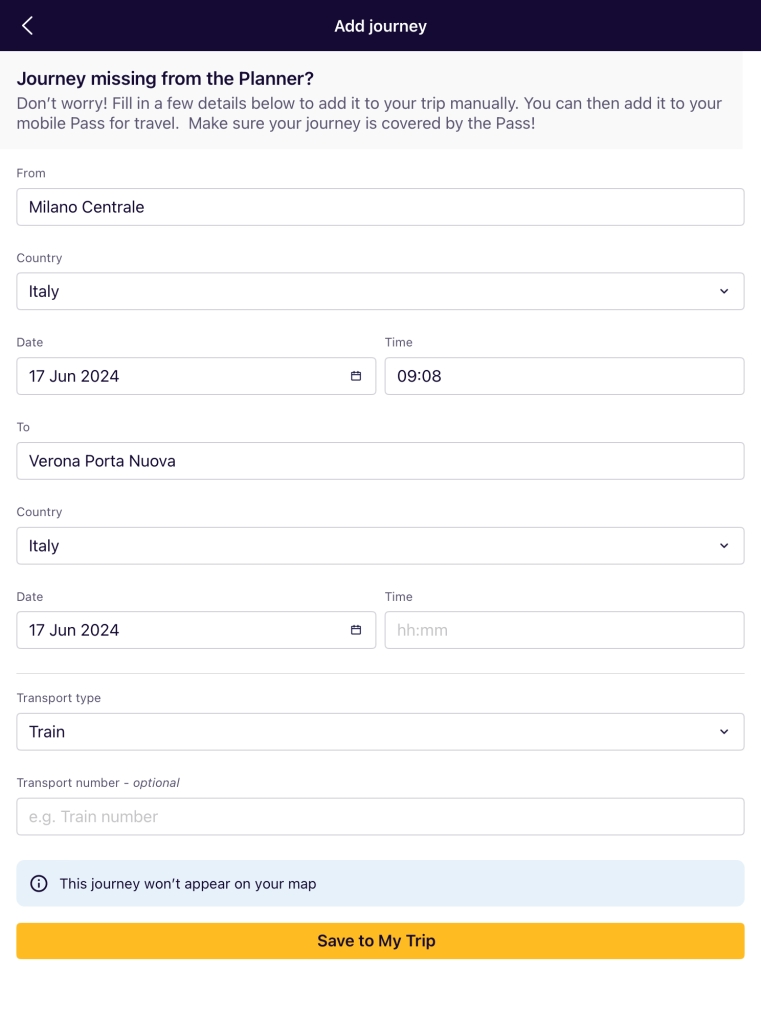 Add journey
Journey missing from the Planner?
Don't worry! Fill in a few details below to add it to your trip manually. You can then add it to your
mobile Pass for travel.  Make sure your journey is covered by the Pass!
From
Milano Centrale
Country
Italy
Date
Time
17 Jun 2024
09:08
To
Verona Porta Nuova
Country
Italy
Date
Time
17 Jun 2024
hh:mm
Transport type
Train
Transport number - optional
e.g. Train number
This journey won't appear on your map
Save to My Trip